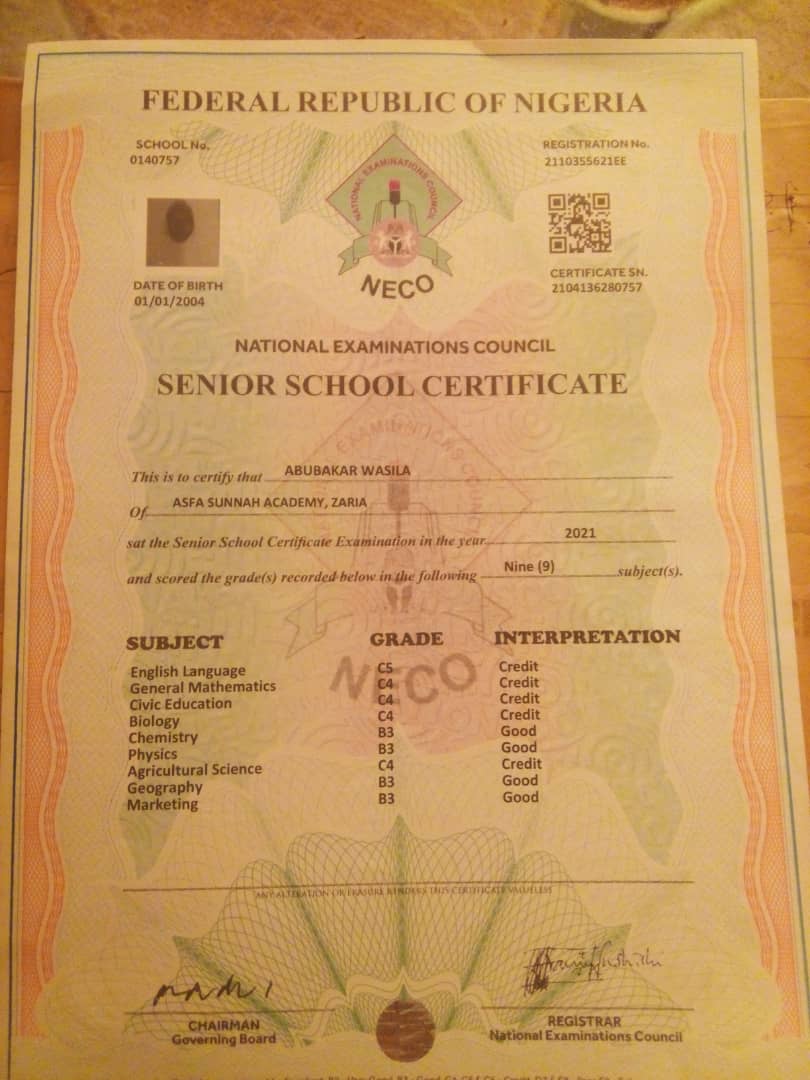 FEDERAL REPUBLIC OF NIGERIA
SCHOOL No.
0140757
REGISTRATION No.
2110355621EE
NATIONAL EXAMINATIONS COUNCIL
NECO
DATE OF BIRTH
01/01/2004
CERTIFICATE SN.
2104136280757
NATIONAL EXAMINATIONS COUNCIL
SENIOR SCHOOL CERTIFICATE
This is to certify that ABUBAKAR WASILA
Of ASFA SUNNAH ACADEMY, ZARIA
sat the Senior School Certificate Examination in the year 2021
and scored the grade(s) recorded below in the following Nine (9) subject(s).
SUBJECT GRADE INTERPRETATION
English Language C5 Credit
General Mathematics C4 Credit
Civic Education C4 Credit
Biology C4 Credit
Chemistry B3 Good
Physics B3 Good
Agricultural Science C4 Credit
Geography B3 Good
Marketing B3 Good
NECO
ANY ALTERATION OR ERASURE RENDERS THIS CERTIFICATE VALUELESS
CHAIRMAN
Governing Board
REGISTRAR
National Examinations Council